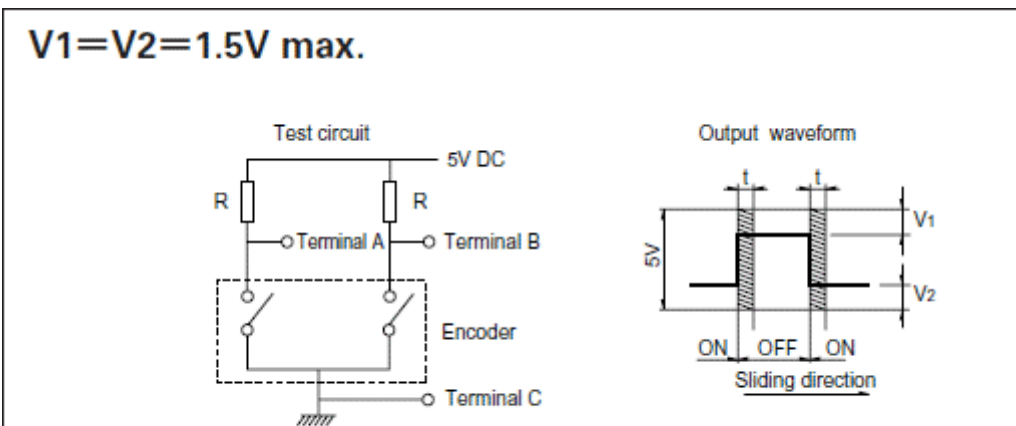 V1=V2=1.5V max.
Test circuit
5V DC
R
R
Terminal A
Terminal B
Encoder
Terminal C
Output waveform
t
t
V1
5V
V2
ON
OFF
ON
Sliding direction